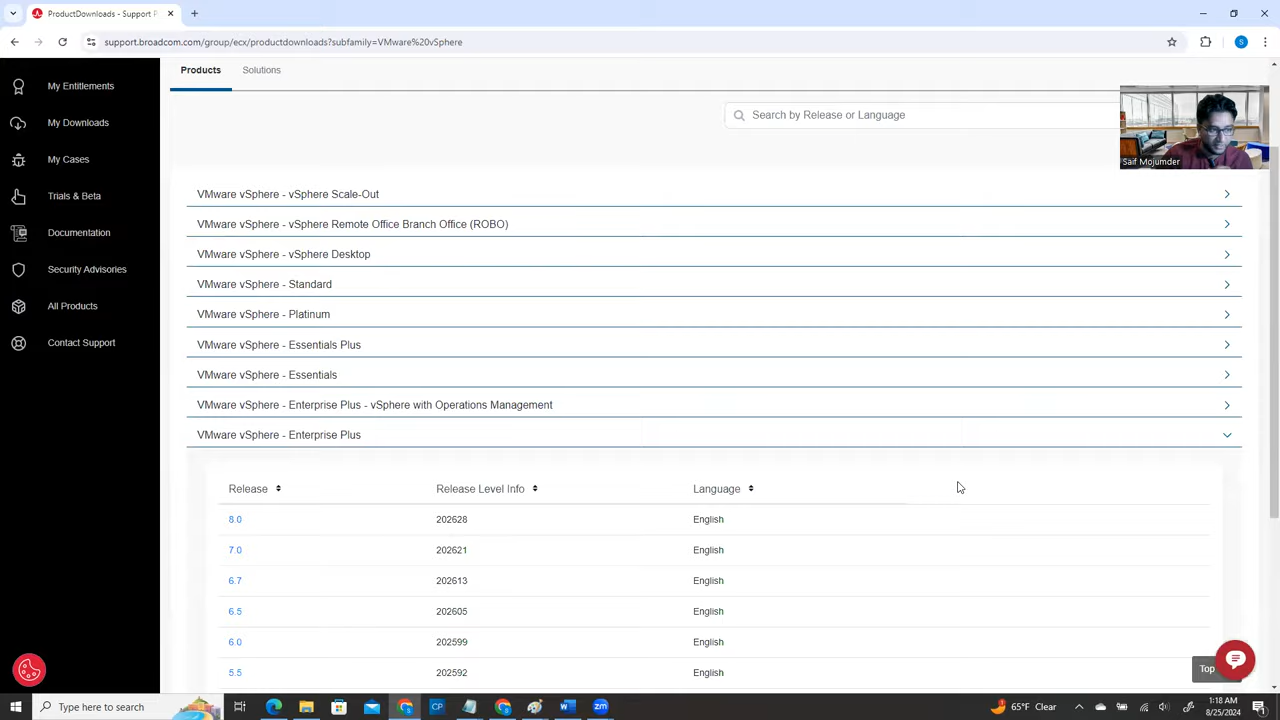 ProductDownloads - Support P
support.broadcom.com/group/ecx/productdownloads?subfamily=VMware%20vSphere
S
My Entitlements
My Downloads
My Cases
Trials & Beta
Documentation
Security Advisories
All Products
Contact Support
Products
Solutions
Search by Release or Language
Saif Mojumder
VMware vSphere - vSphere Scale-Out
VMware vSphere - vSphere Remote Office Branch Office (ROBO)
VMware vSphere - vSphere Desktop
VMware vSphere - Standard
VMware vSphere - Platinum
VMware vSphere - Essentials Plus
VMware vSphere - Essentials
VMware vSphere - Enterprise Plus - vSphere with Operations Management
VMware vSphere - Enterprise Plus
Release Release Level Info Language
8.0 202628 English
7.0 202621 English
6.7 202613 English
6.5 202605 English
6.0 202599 English
5.5 202592 English
Top
Type here to search
CP
zm
65°F Clear
1:18 AM
8/25/2024